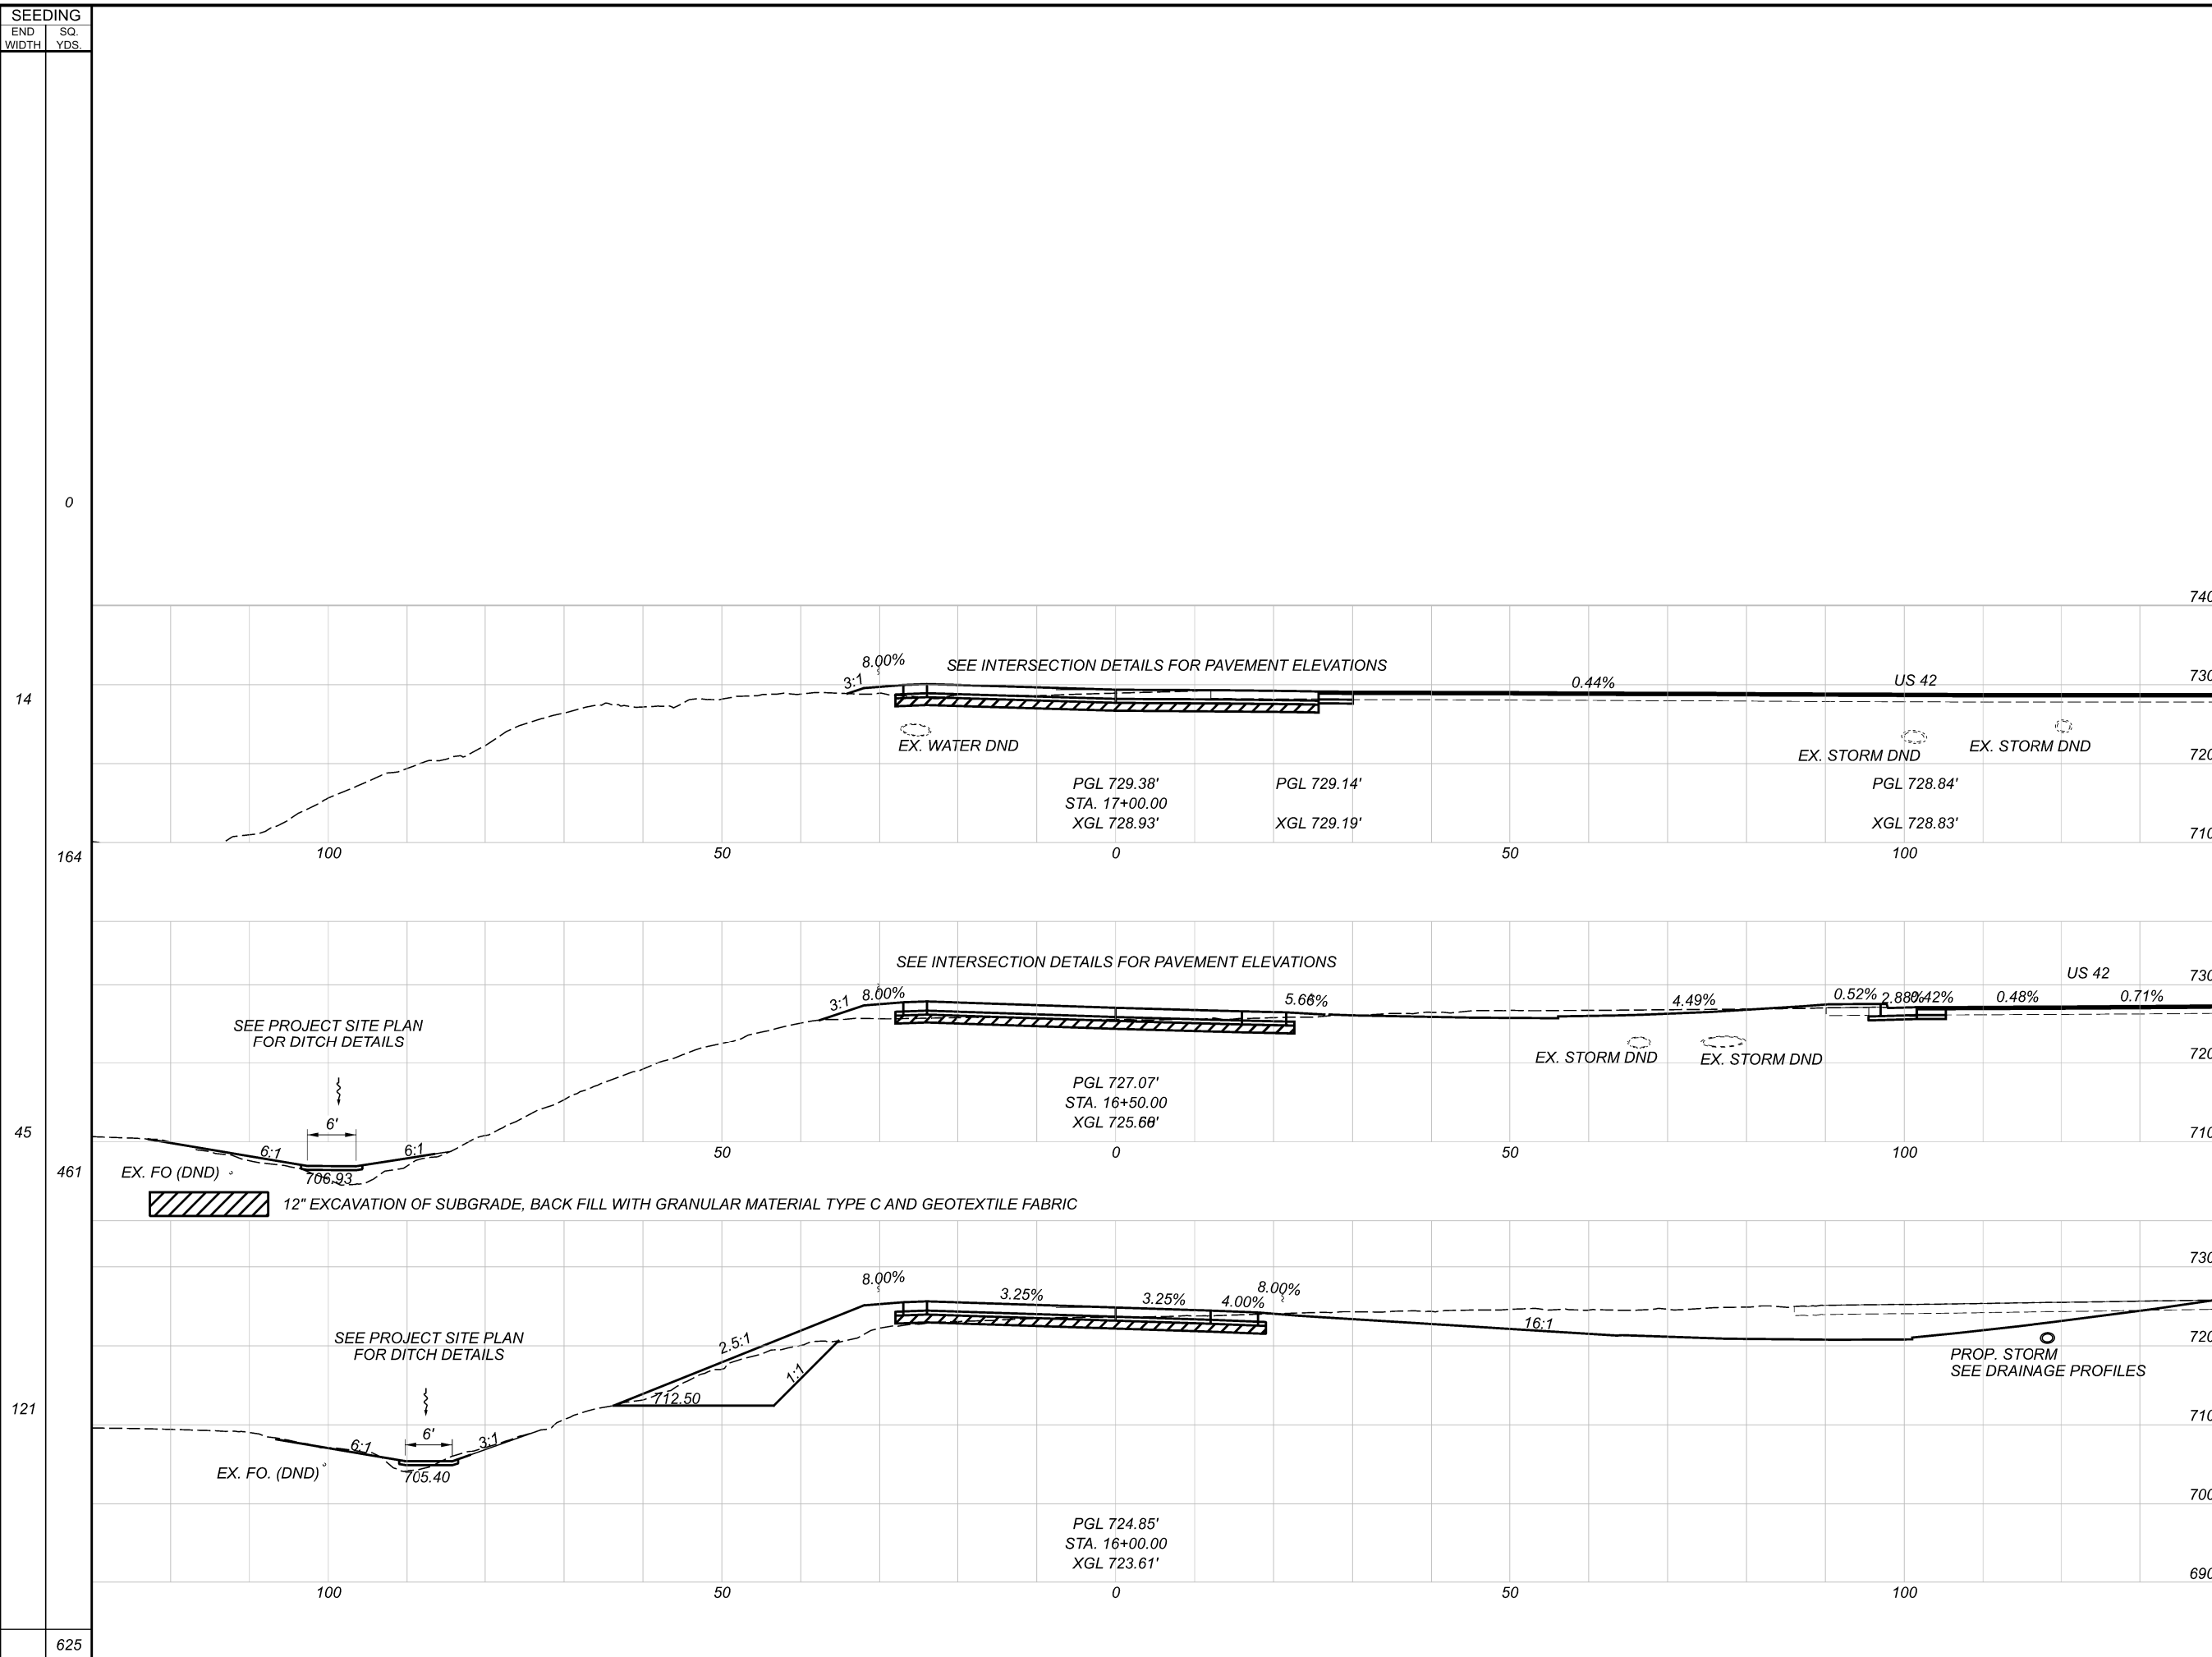 SEEDING
END WIDTH
SQ. YDS.
0
740
8.00%
SEE INTERSECTION DETAILS FOR PAVEMENT ELEVATIONS
3:1
0.44%
US 42
730
14
EX. WATER DND
EX. STORM DND
EX. STORM DND
720
PGL 729.38'
PGL 729.14'
PGL 728.84'
STA. 17+00.00
XGL 728.93'
XGL 729.19'
XGL 728.83'
710
164
100
50
0
50
100
SEE INTERSECTION DETAILS FOR PAVEMENT ELEVATIONS
US 42
730
3:1
8.00%
5.66%
4.49%
0.52%
2.88%
0.42%
0.48%
0.71%
SEE PROJECT SITE PLAN
FOR DITCH DETAILS
EX. STORM DND
EX. STORM DND
720
PGL 727.07'
STA. 16+50.00
6'
45
710
6:1
6:1
50
0
50
100
461
EX. FO (DND)
706.93
12" EXCAVATION OF SUBGRADE, BACK FILL WITH GRANULAR MATERIAL TYPE C AND GEOTEXTILE FABRIC
730
8.00%
3.25%
3.25%
4.00%
8.00%
SEE PROJECT SITE PLAN
FOR DITCH DETAILS
2.5:1
16:1
720
PROP. STORM
SEE DRAINAGE PROFILES
1:1
712.50
121
710
6'
6:1
3:1
EX. FO. (DND)
705.40
700
PGL 724.85'
STA. 16+00.00
XGL 723.61'
690
100
50
0
50
100
625